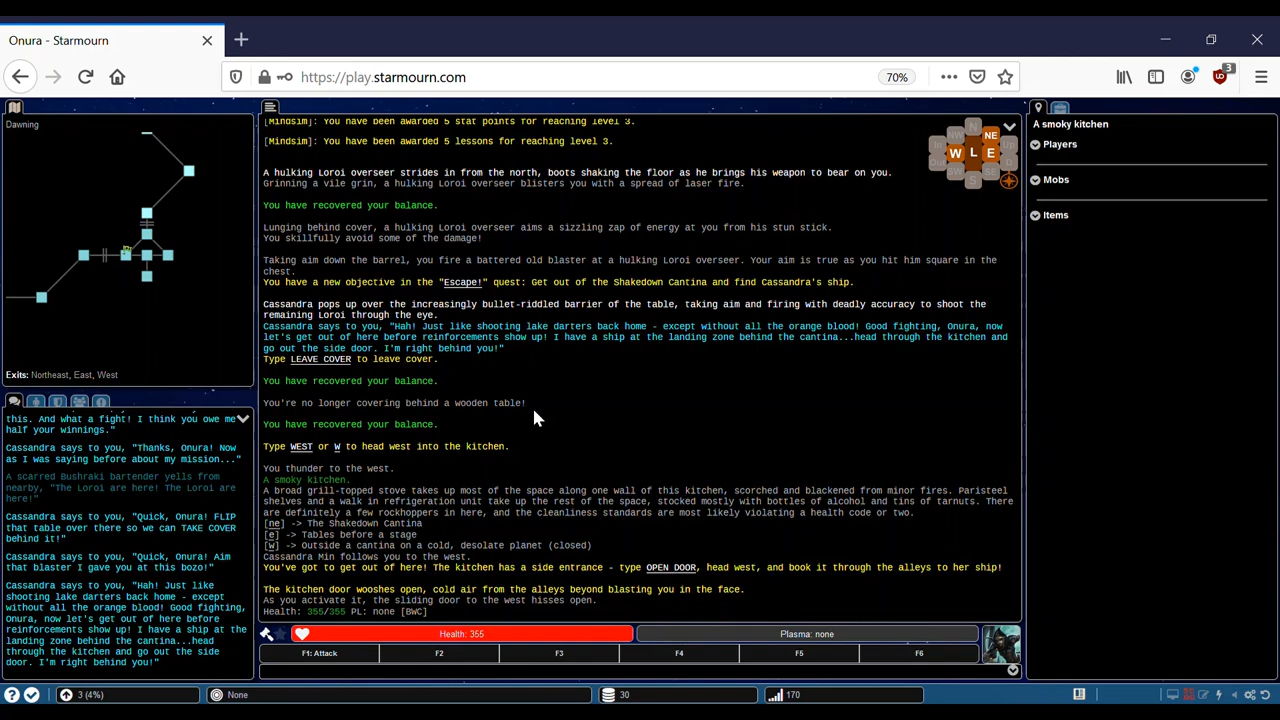 Onura - Starmourn
https://play.starmourn.com
70%
3
Dawning
Exits: Northeast, East, West
this. And what a fight! I think you owe me
half your winnings."
Cassandra says to you, "Thanks, Onura! Now
as I was saying before about my mission..."
A scarred Bushraki bartender yells from
nearby, "The Loroi are here! The Loroi are
here!"
Cassandra says to you, "Quick, Onura! FLIP
that table over there so we can TAKE COVER
behind it!"
Cassandra says to you, "Quick, Onura! Aim
that blaster I gave you at this bozo!"
Cassandra says to you, "Hah! Just like
shooting lake darters back home - except
without all the orange blood! Good fighting,
Onura, now let's get out of here before
reinforcements show up! I have a ship at the
landing zone behind the cantina...head
through the kitchen and go out the side
door. I'm right behind you!"
[Mindsim]: You have been awarded 5 stat points for reaching level 3.
[Mindsim]: You have been awarded 5 lessons for reaching level 3.
A hulking Loroi overseer strides in from the north, boots shaking the floor as he brings his weapon to bear on you.
Grinning a vile grin, a hulking Loroi overseer blisters you with a spread of laser fire.
You have recovered your balance.
Lunging behind cover, a hulking Loroi overseer aims a sizzling zap of energy at you from his stun stick.
You skillfully avoid some of the damage!
Taking aim down the barrel, you fire a battered old blaster at a hulking Loroi overseer. Your aim is true as you hit him square in the
chest.
You have a new objective in the "Escape!" quest: Get out of the Shakedown Cantina and find Cassandra's ship.
Cassandra pops up over the increasingly bullet-riddled barrier of the table, taking aim and firing with deadly accuracy to shoot the
remaining Loroi through the eye.
Cassandra says to you, "Hah! Just like shooting lake darters back home - except without all the orange blood! Good fighting, Onura, now
let's get out of here before reinforcements show up! I have a ship at the landing zone behind the cantina...head through the kitchen and
go out the side door. I'm right behind you!"
Type LEAVE COVER to leave cover.
You have recovered your balance.
You're no longer covering behind a wooden table!
You have recovered your balance.
Type WEST or W to head west into the kitchen.
You thunder to the west.
A smoky kitchen.
A broad grill-topped stove takes up most of the space along one wall of this kitchen, scorched and blackened from minor fires. Paristeel
shelves and a walk in refrigeration unit take up the rest of the space, stocked mostly with bottles of alcohol and tins of tarnuts. There
are definitely a few rockhoppers in here, and the cleanliness standards are most likely violating a health code or two.
[ne] -> The Shakedown Cantina
[e] -> Tables before a stage
[w] -> Outside a cantina on a cold, desolate planet (closed)
Cassandra Min follows you to the west.
You've got to get out of here! The kitchen has a side entrance - type OPEN DOOR, head west, and book it through the alleys to her ship!
The kitchen door wooshes open, cold air from the alleys beyond blasting you in the face.
As you activate it, the sliding door to the west hisses open.
Health: 355/355 PL: none [BWC]
Health: 355
Plasma: none
F1: Attack
F2
F3
F4
F5
F6
NW N NE Up
In W L E
Out SW S SE D
A smoky kitchen
Players
Mobs
Items
3 (4%)
None
30
170